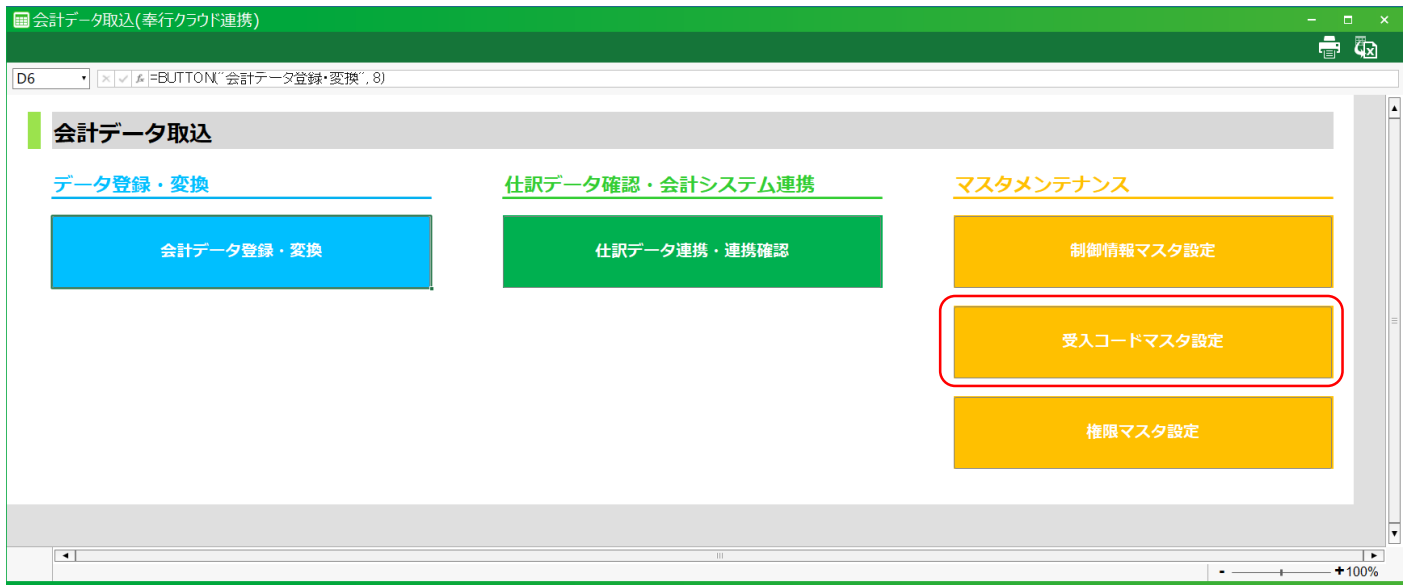 会計データ取込(奉行クラウド連携)
D6
=BUTTON("会計データ登録・変換", 8)
会計データ取込
データ登録・変換
仕訳データ確認・会計システム連携
マスタメンテナンス
会計データ登録・変換
仕訳データ連携・連携確認
制御情報マスタ設定
受入コードマスタ設定
権限マスタ設定
- + 100%